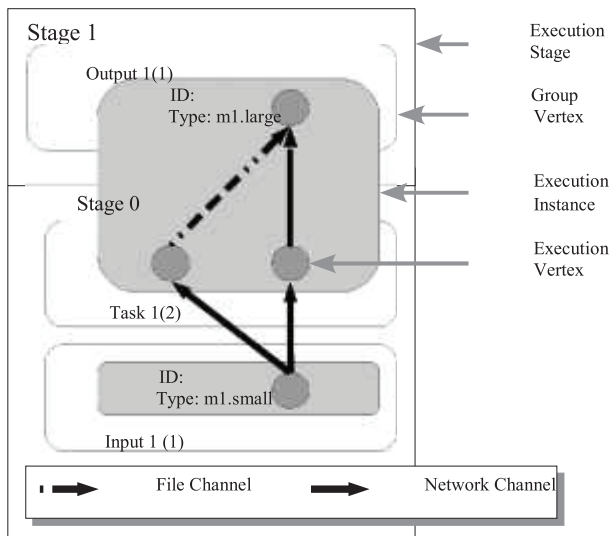 Stage 1
Execution
Stage
Output 1(1)
ID:
Type: m1.large
Group
Vertex
Stage 0
Execution
Instance
Execution
Vertex
Task 1(2)
ID:
Type: m1.small
Input 1 (1)
File Channel
Network Channel